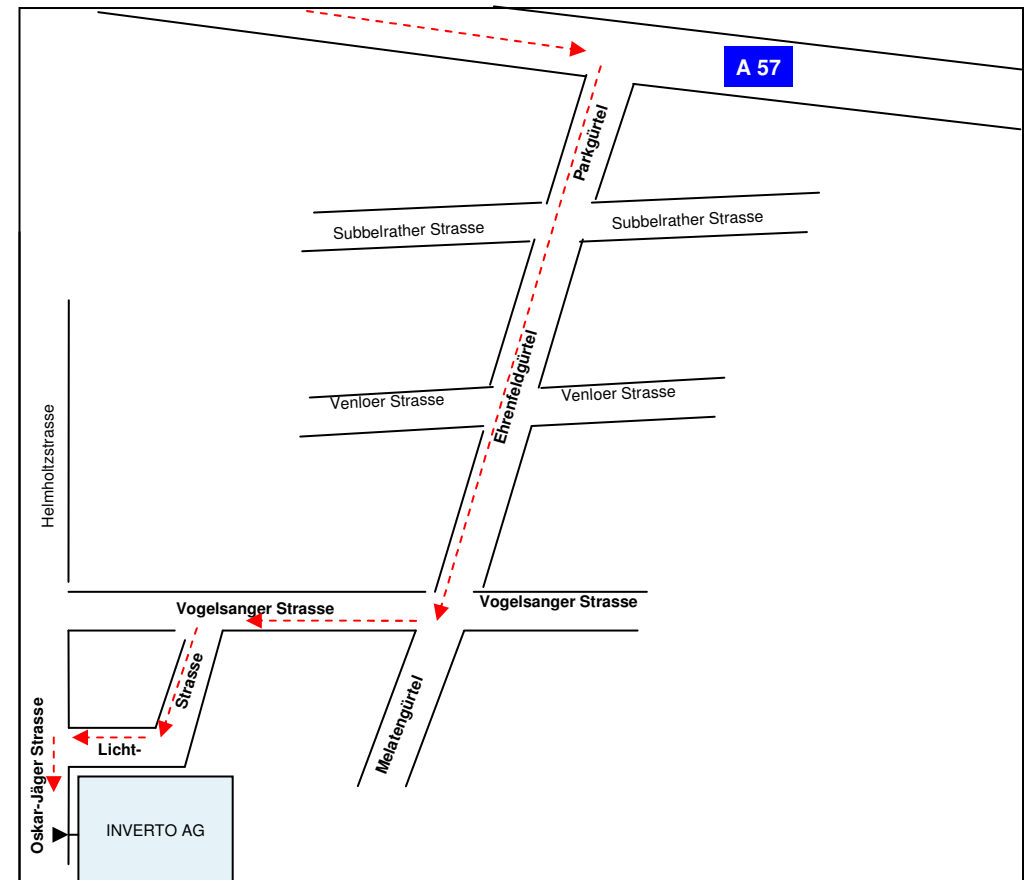 A 57
Parkgürtel
Subbelrather Strasse
Subbelrather Strasse
Ehrenfeldgürtel
Venloer Strasse
Venloer Strasse
Helmholtzstrasse
Vogelsanger Strasse
Vogelsanger Strasse
Strasse
Licht-
Melatengürtel
Oskar-Jäger Strasse
INVERTO AG